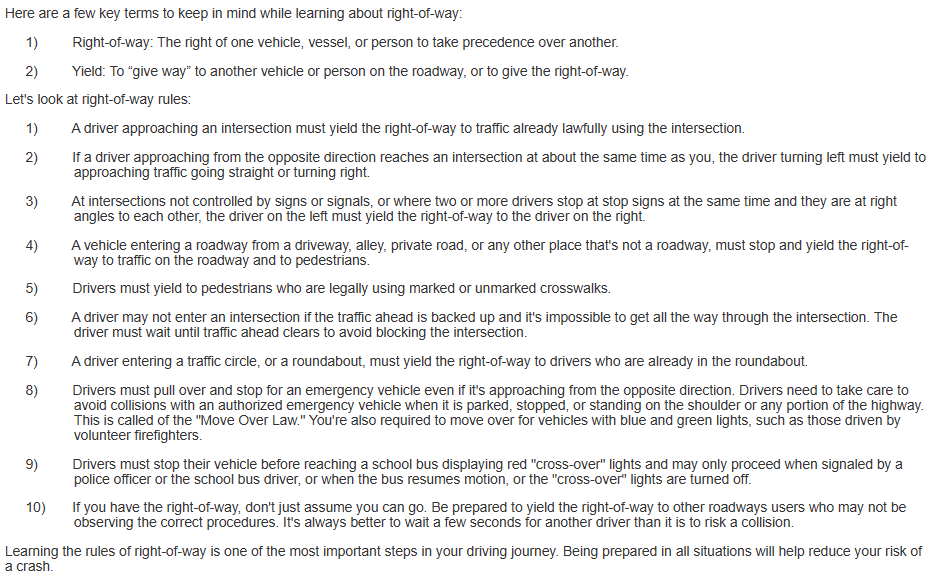 Here are a few key terms to keep in mind while learning about right-of-way:
1) Right-of-way: The right of one vehicle, vessel, or person to take precedence over another.
2) Yield: To “give way” to another vehicle or person on the roadway, or to give the right-of-way.
Let's look at right-of-way rules:
1) A driver approaching an intersection must yield the right-of-way to traffic already lawfully using the intersection.
2) If a driver approaching from the opposite direction reaches an intersection at about the same time as you, the driver turning left must yield to
approaching traffic going straight or turning right.
3) At intersections not controlled by signs or signals, or where two or more drivers stop at stop signs at the same time and they are at right
angles to each other, the driver on the left must yield the right-of-way to the driver on the right.
4) A vehicle entering a roadway from a driveway, alley, private road, or any other place that's not a roadway, must stop and yield the right-of-
way to traffic on the roadway and to pedestrians.
5) Drivers must yield to pedestrians who are legally using marked or unmarked crosswalks.
6) A driver may not enter an intersection if the traffic ahead is backed up and it's impossible to get all the way through the intersection. The
driver must wait until traffic ahead clears to avoid blocking the intersection.
7) A driver entering a traffic circle, or a roundabout, must yield the right-of-way to drivers who are already in the roundabout.
8) Drivers must pull over and stop for an emergency vehicle even if it's approaching from the opposite direction. Drivers need to take care to
avoid collisions with an authorized emergency vehicle when it is parked, stopped, or standing on the shoulder or any portion of the highway.
This is called of the "Move Over Law." You're also required to move over for vehicles with blue and green lights, such as those driven by
volunteer firefighters.
9) Drivers must stop their vehicle before reaching a school bus displaying red "cross-over" lights and may only proceed when signaled by a
police officer or the school bus driver, or when the bus resumes motion, or the "cross-over" lights are turned off.
10) If you have the right-of-way, don't just assume you can go. Be prepared to yield the right-of-way to other roadways users who may not be
observing the correct procedures. It's always better to wait a few seconds for another driver than it is to risk a collision.
Learning the rules of right-of-way is one of the most important steps in your driving journey. Being prepared in all situations will help reduce your risk of
a crash.